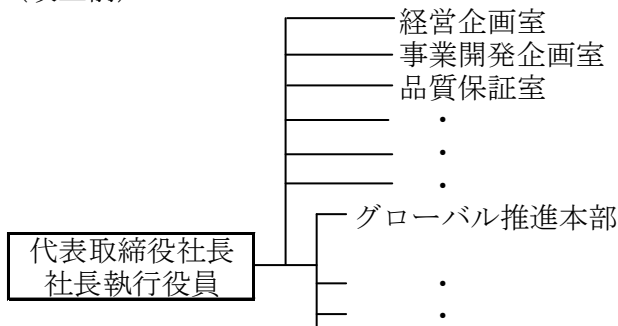 経営企画室
事業開発企画室
品質保証室
・
・
・
グローバル推進本部
代表取締役社長
社長執行役員
・
・